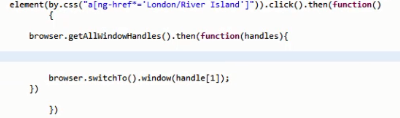 element(by.css("a[ng-href*='London/River Island']")).click().then(function()
{
browser.getAllWindowHandles().then(function(handles){
browser.switchTo().window(handle[1]);
})
})